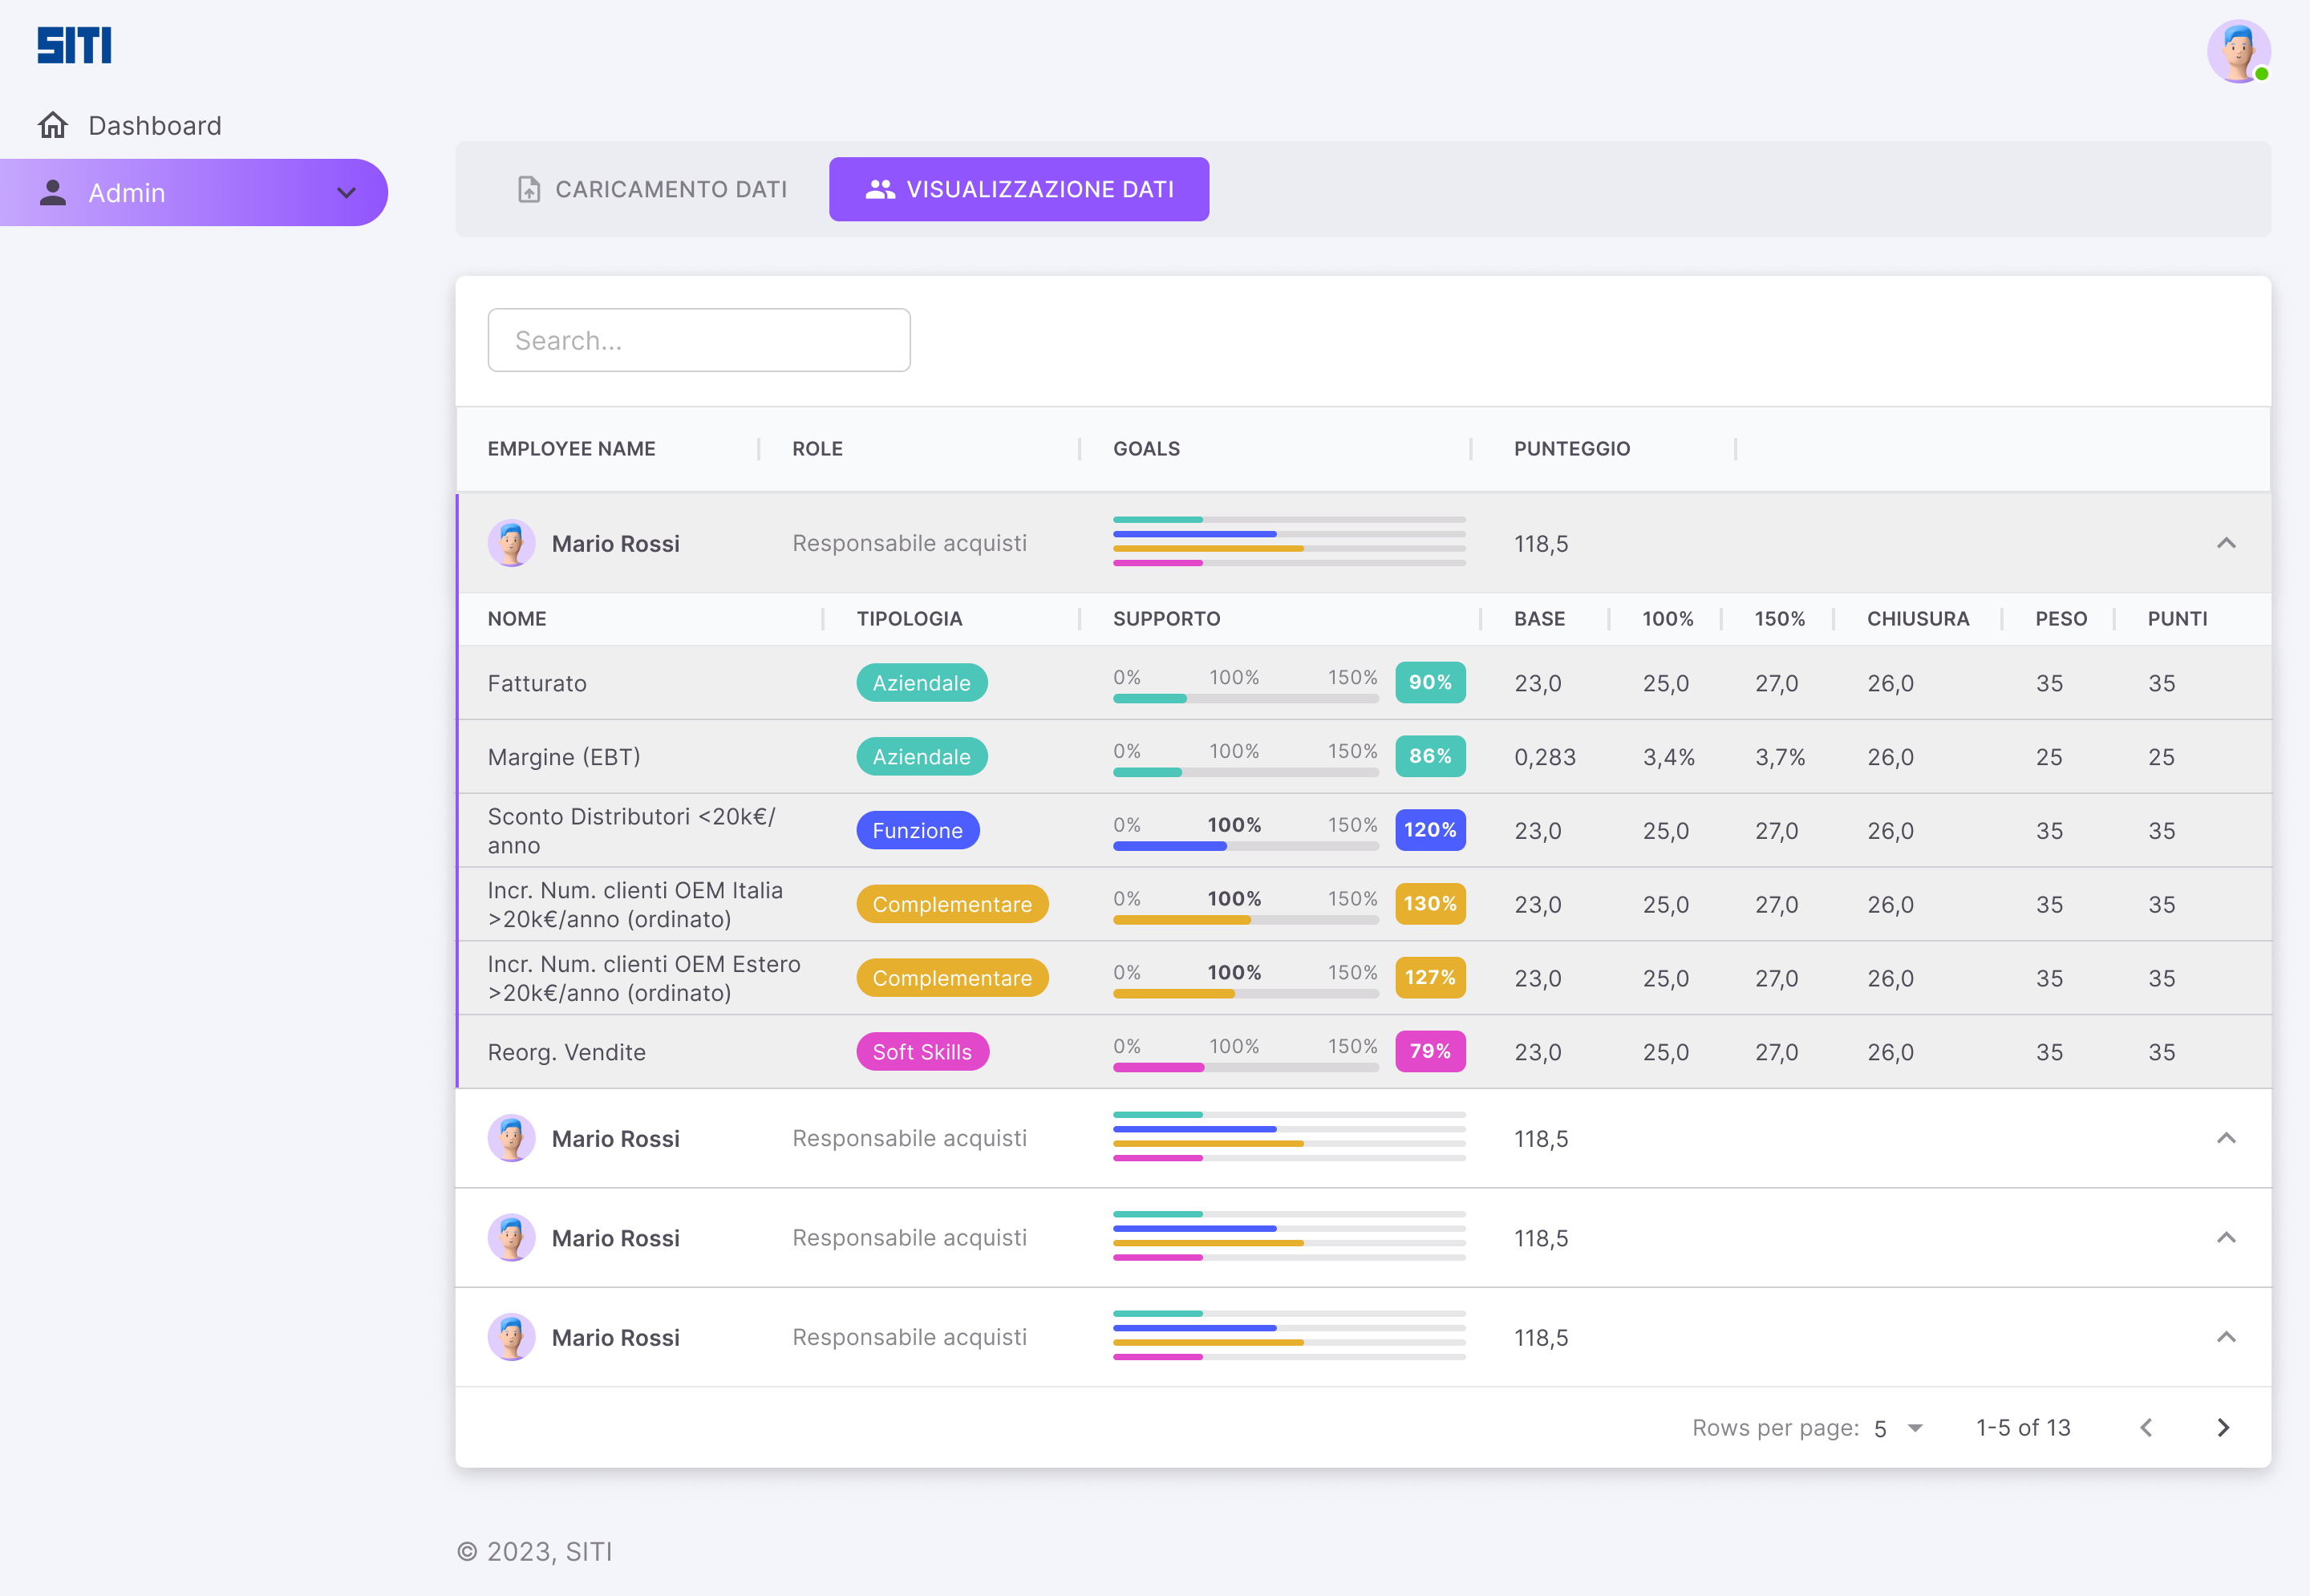 SITI
Dashboard
Admin
CARICAMENTO DATI VISUALIZZAZIONE DATI
Search...
EMPLOYEE NAME ROLE GOALS PUNTEGGIO
Mario Rossi Responsabile acquisti 118,5
NOME TIPOLOGIA SUPPORTO BASE 100% 150% CHIUSURA PESO PUNTI
Fatturato Aziendale 0% 100% 150% 90% 23,0 25,0 27,0 26,0 35 35
Margine (EBT) Aziendale 0% 100% 150% 86% 0,283 3,4% 3,7% 26,0 25 25
Sconto Distributori <20k€/
anno Funzione 0% 100% 150% 120% 23,0 25,0 27,0 26,0 35 35
Incr. Num. clienti OEM Italia
>20k€/anno (ordinato) Complementare 0% 100% 150% 130% 23,0 25,0 27,0 26,0 35 35
Incr. Num. clienti OEM Estero
>20k€/anno (ordinato) Complementare 0% 100% 150% 127% 23,0 25,0 27,0 26,0 35 35
Reorg. Vendite Soft Skills 0% 100% 150% 79% 23,0 25,0 27,0 26,0 35 35
Mario Rossi Responsabile acquisti 118,5
Mario Rossi Responsabile acquisti 118,5
Mario Rossi Responsabile acquisti 118,5
Rows per page: 5 1-5 of 13
© 2023, SITI